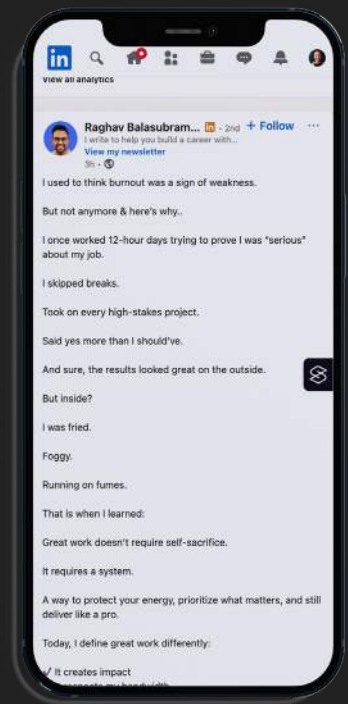 in
View all analytics
Raghav Balasubram... in · 2nd + Follow ...
I write to help you build a career with...
View my newsletter
3h ·
I used to think burnout was a sign of weakness.
But not anymore & here's why..
I once worked 12-hour days trying to prove I was "serious"
about my job.
I skipped breaks.
Took on every high-stakes project.
Said yes more than I should've.
And sure, the results looked great on the outside.
But inside?
I was fried.
Foggy.
Running on fumes.
That is when I learned:
Great work doesn't require self-sacrifice.
It requires a system.
A way to protect your energy, prioritize what matters, and still
deliver like a pro.
Today, I define great work differently:
✓ It creates impact